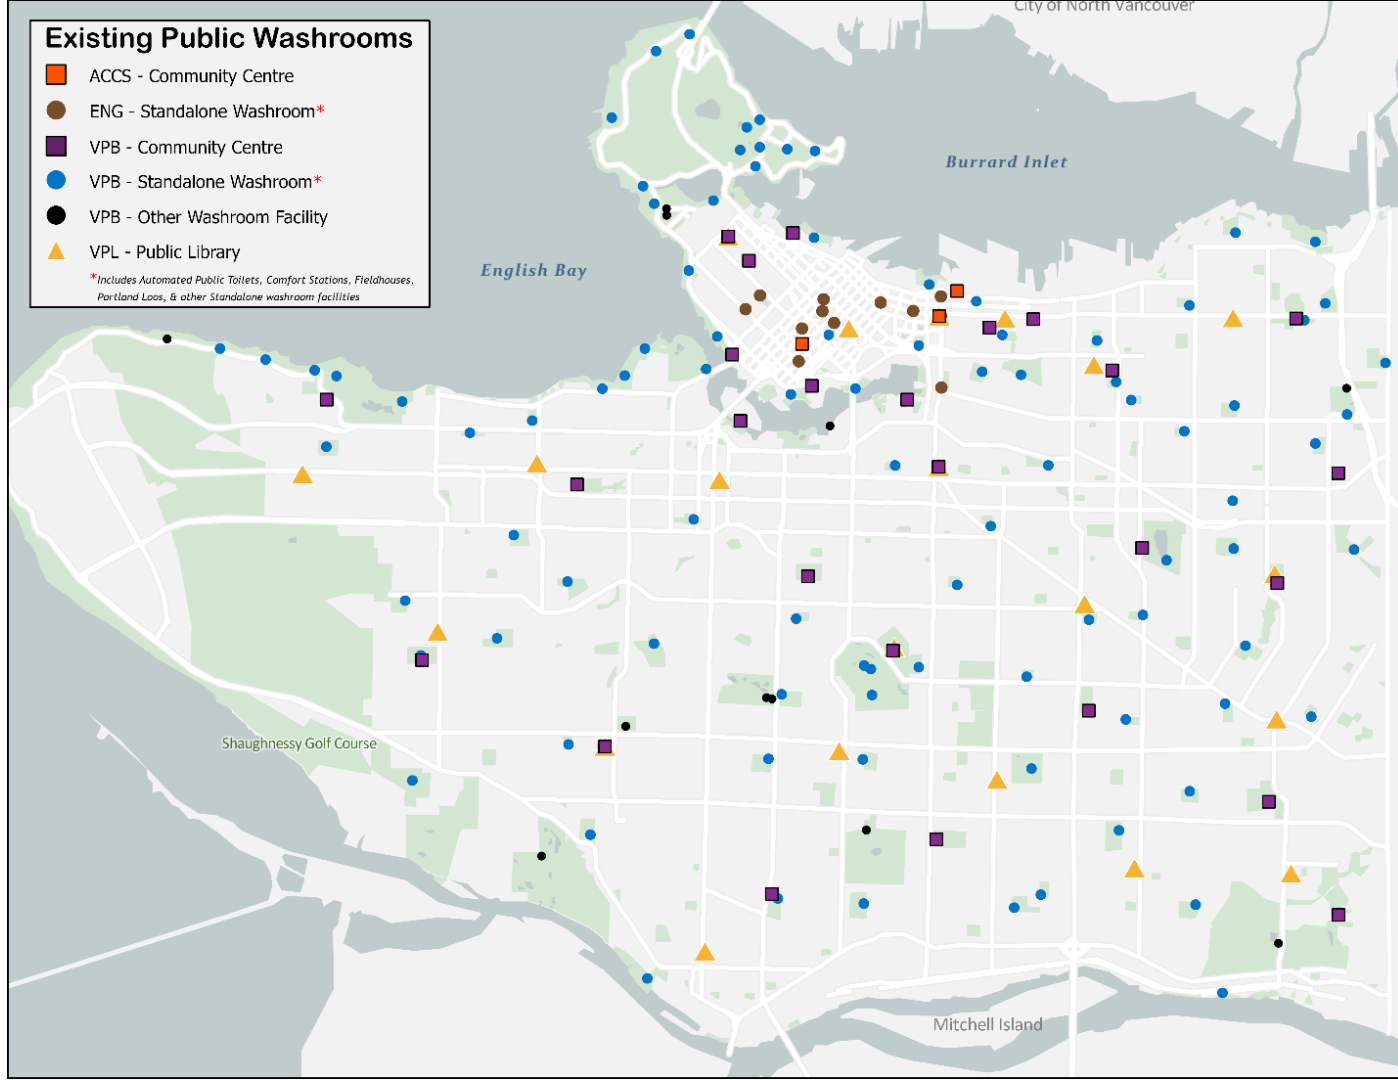 City of North Vancouver
Existing Public Washrooms
ACCS - Community Centre
ENG - Standalone Washroom*
VPB - Community Centre
VPB - Standalone Washroom*
VPB - Other Washroom Facility
VPL - Public Library
*Includes Automated Public Toilets, Comfort Stations, Fieldhouses,
Portland Loos, & other Standalone washroom facilities
Burrard Inlet
English Bay
Shaughnessy Golf Course
Mitchell Island